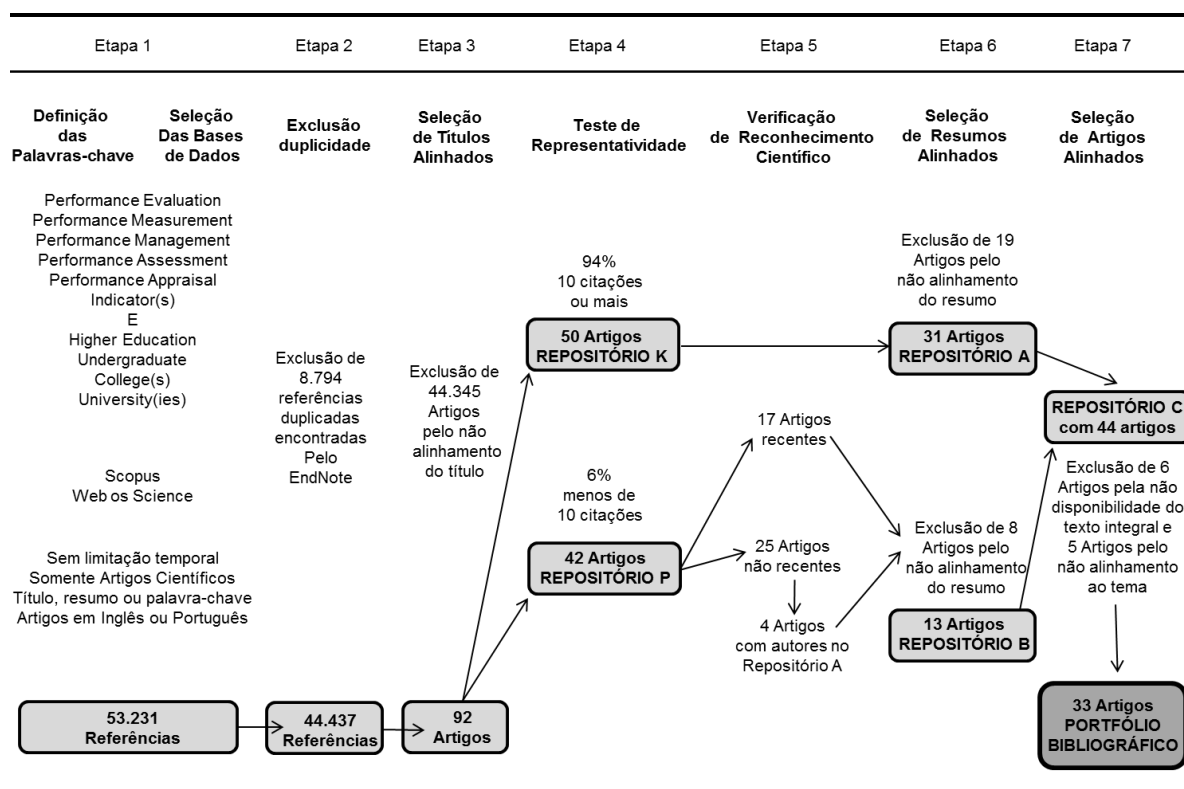 Etapa 1
Etapa 2
Etapa 3
Etapa 4
Etapa 5
Etapa 6
Etapa 7
Definição
das
Palavras-chave
Seleção
Das Bases
de Dados
Exclusão
duplicidade
Seleção
de Títulos
Alinhados
Teste de
Representatividade
Verificação
de Reconhecimento
Científico
Seleção
de Resumos
Alinhados
Seleção
de Artigos
Alinhados
Performance Evaluation
Performance Measurement
Performance Management
Performance Assessment
Performance Appraisal
Indicator(s)
E
Higher Education
Undergraduate
College(s)
University(ies)
Scopus
Web os Science
Sem limitação temporal
Somente Artigos Científicos
Título, resumo ou palavra-chave
Artigos em Inglês ou Português
53.231
Referências
Exclusão de
8.794
referências
duplicadas
encontradas
Pelo
EndNote
44.437
Referências
Exclusão de
44.345
Artigos
pelo não
alinhamento
do título
92
Artigos
94%
10 citações
ou mais
50 Artigos
REPOSITÓRIO K
6%
menos de
10 citações
42 Artigos
REPOSITÓRIO P
17 Artigos
recentes
25 Artigos
não recentes
4 Artigos
com autores no
Repositório A
Exclusão de 19
Artigos pelo
não alinhamento
do resumo
31 Artigos
REPOSITÓRIO A
Exclusão de 8
Artigos pelo
não alinhamento
do resumo
13 Artigos
REPOSITÓRIO B
REPOSITÓRIO C
com 44 artigos
Exclusão de 6
Artigos pela não
disponibilidade do
texto integral e
5 Artigos pelo
não alinhamento
ao tema
33 Artigos
PORTFÓLIO
BIBLIOGRÁFICO